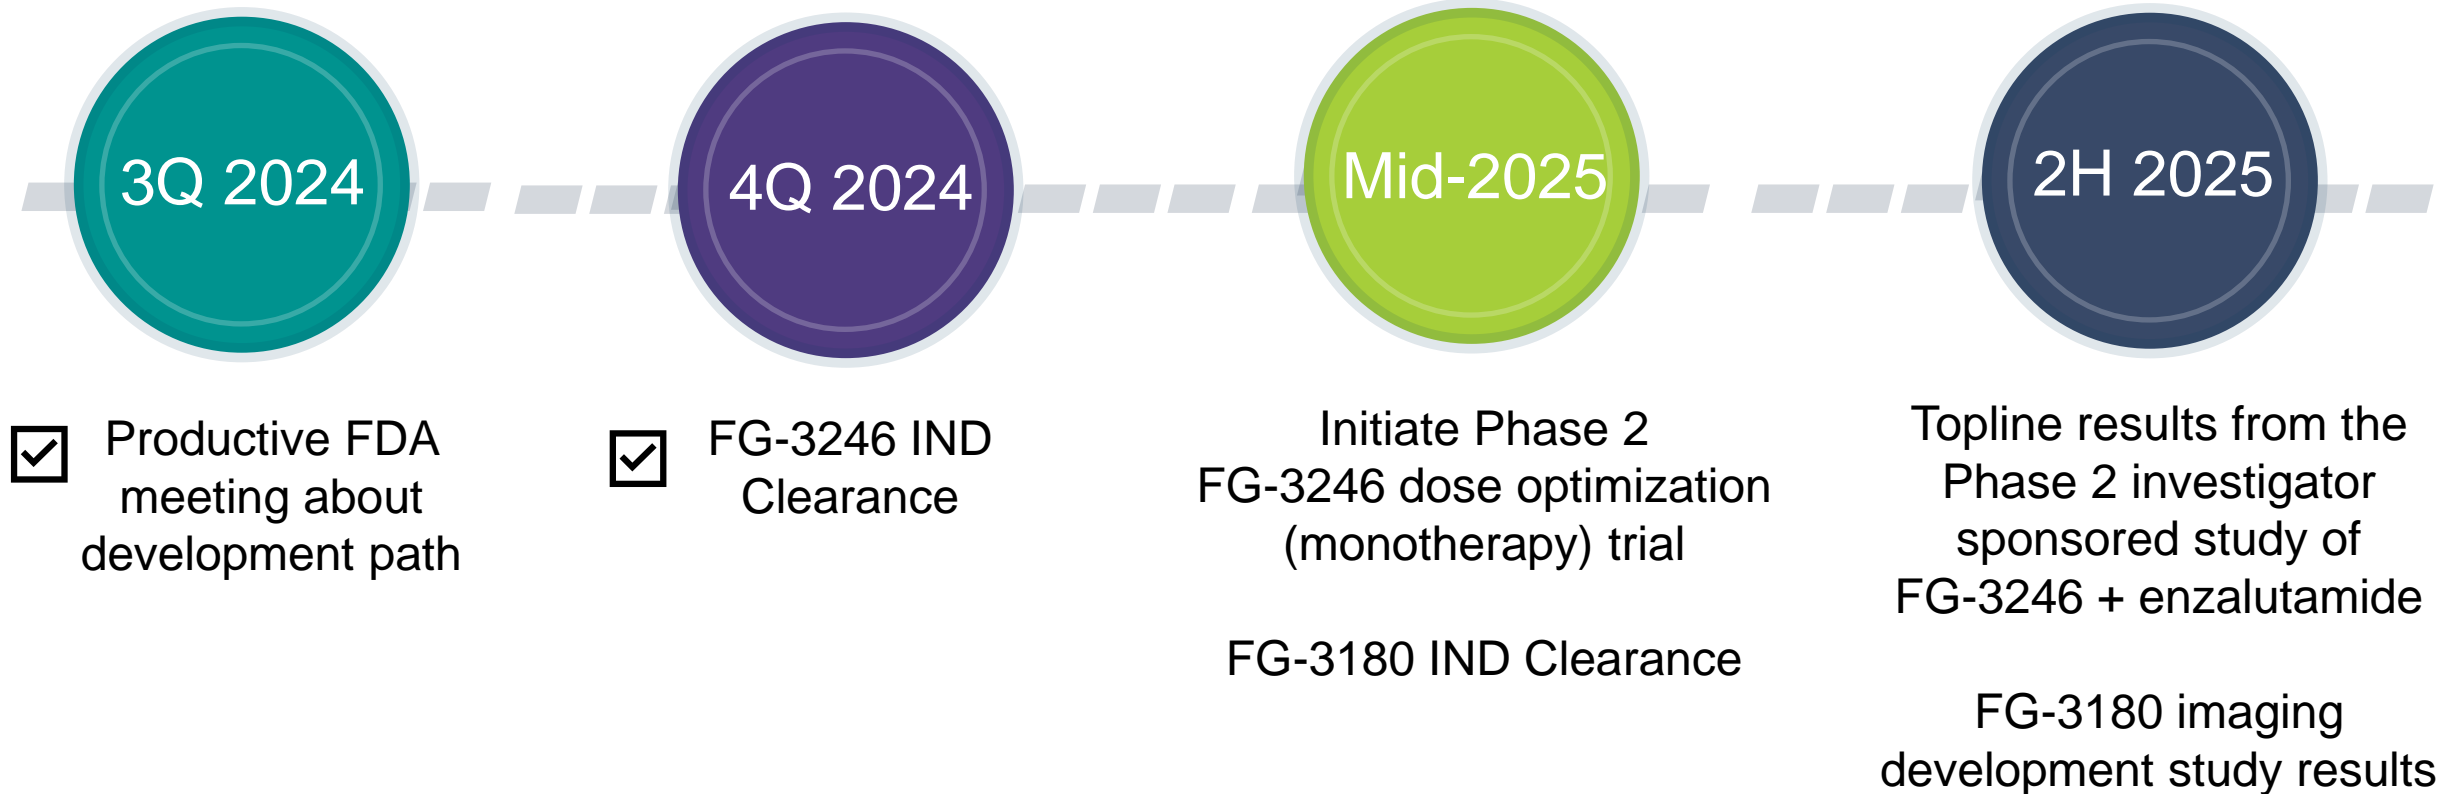 3Q 2024
Productive FDA
meeting about
development path
4Q 2024
FG-3246 IND
Clearance
Mid-2025
Initiate Phase 2
FG-3246 dose optimization
(monotherapy) trial
FG-3180 IND Clearance
2H 2025
Topline results from the
Phase 2 investigator
sponsored study of
FG-3246 + enzalutamide
FG-3180 imaging
development study results